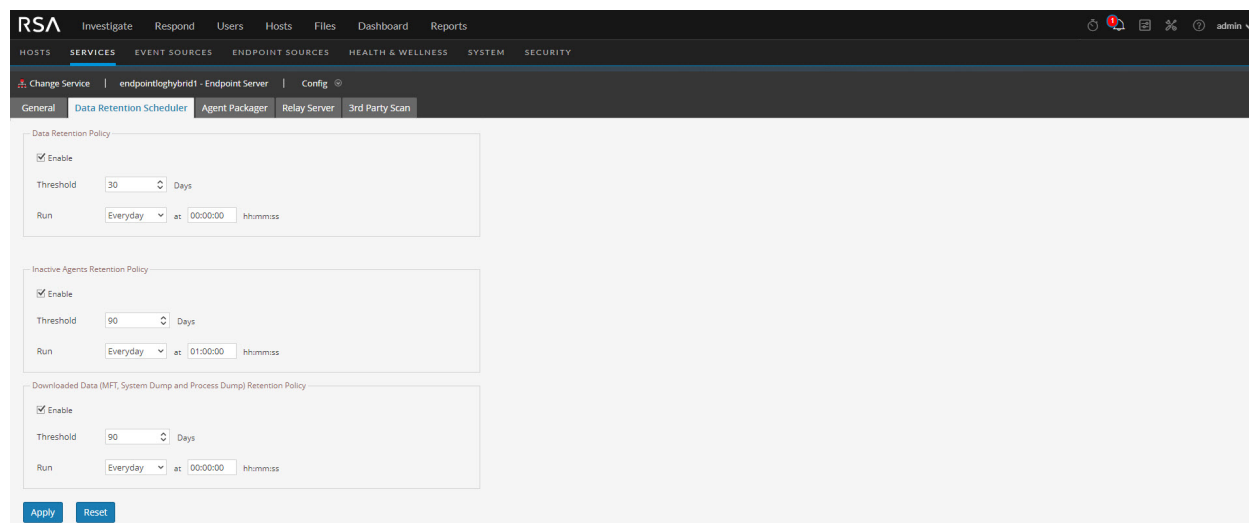 RSA Investigate Respond Users Hosts Files Dashboard Reports 1 admin
HOSTS SERVICES EVENT SOURCES ENDPOINT SOURCES HEALTH & WELLNESS SYSTEM SECURITY
Change Service | endpointloghybrid1 - Endpoint Server | Config
General Data Retention Scheduler Agent Packager Relay Server 3rd Party Scan
Data Retention Policy
Enable
Threshold 30 Days
Run Everyday at 00:00:00 hh:mm:ss
Inactive Agents Retention Policy
Enable
Threshold 90 Days
Run Everyday at 01:00:00 hh:mm:ss
Downloaded Data (MFT, System Dump and Process Dump) Retention Policy
Enable
Threshold 90 Days
Run Everyday at 00:00:00 hh:mm:ss
Apply Reset